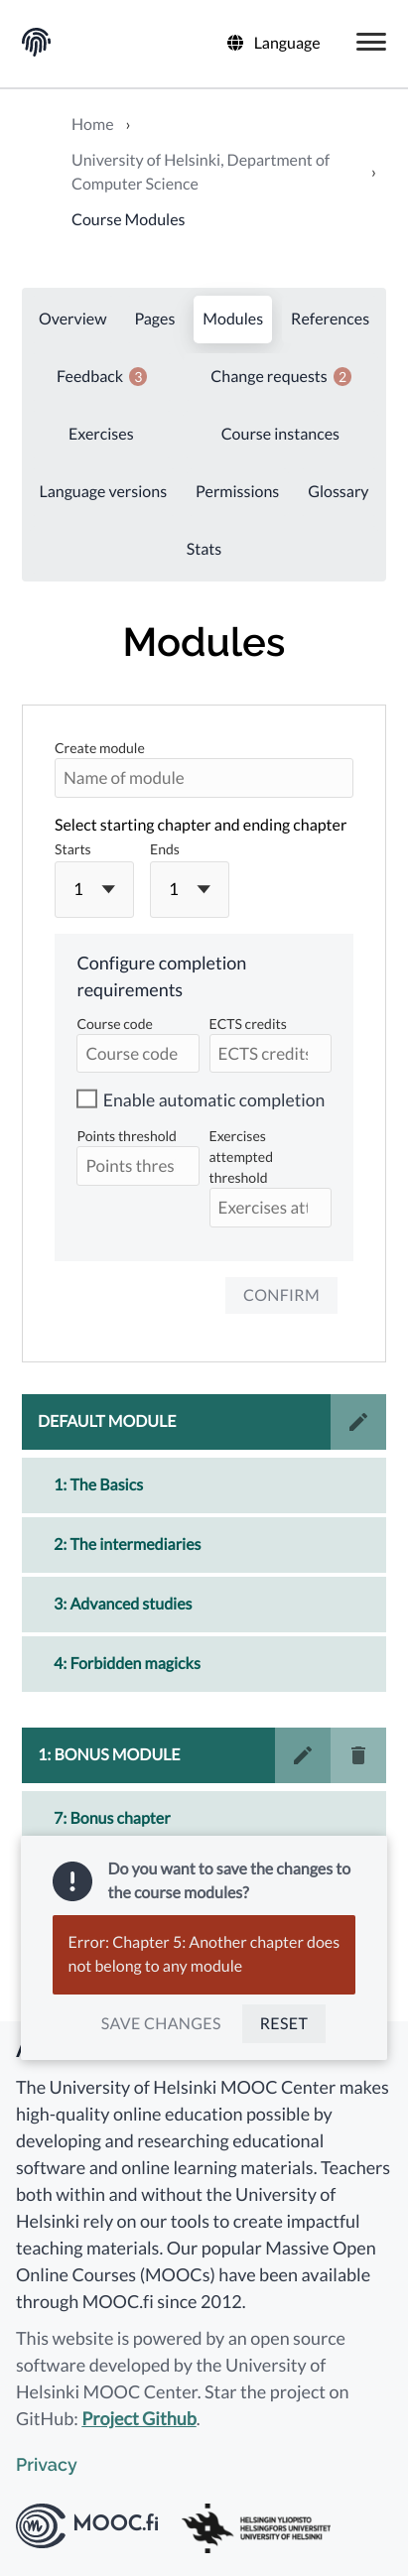 Language
Home ›
University of Helsinki, Department of
Computer Science ›
Course Modules
Overview Pages Modules References
Feedback 3 Change requests 2
Exercises Course instances
Language versions Permissions Glossary
Stats
Modules
Create module
Name of module
Select starting chapter and ending chapter
Starts Ends
1 1
Configure completion
requirements
Course code ECTS credits
Course code ECTS credits
Enable automatic completion
Points threshold Exercises
attempted
threshold
Points thres Exercises att
CONFIRM
DEFAULT MODULE
1: The Basics
2: The intermediaries
3: Advanced studies
4: Forbidden magicks
1: BONUS MODULE
7: Bonus chapter
Do you want to save the changes to
the course modules?
Error: Chapter 5: Another chapter does
not belong to any module
SAVE CHANGES RESET
The University of Helsinki MOOC Center makes
high-quality online education possible by
developing and researching educational
software and online learning materials. Teachers
both within and without the University of
Helsinki rely on our tools to create impactful
teaching materials. Our popular Massive Open
Online Courses (MOOCs) have been available
through MOOC.fi since 2012.
This website is powered by an open source
software developed by the University of
Helsinki MOOC Center. Star the project on
GitHub: Project Github.
Privacy
MOOC.fi
HELSINGIN YLIOPISTO
HELSINGFORS UNIVERSITET
UNIVERSITY OF HELSINKI